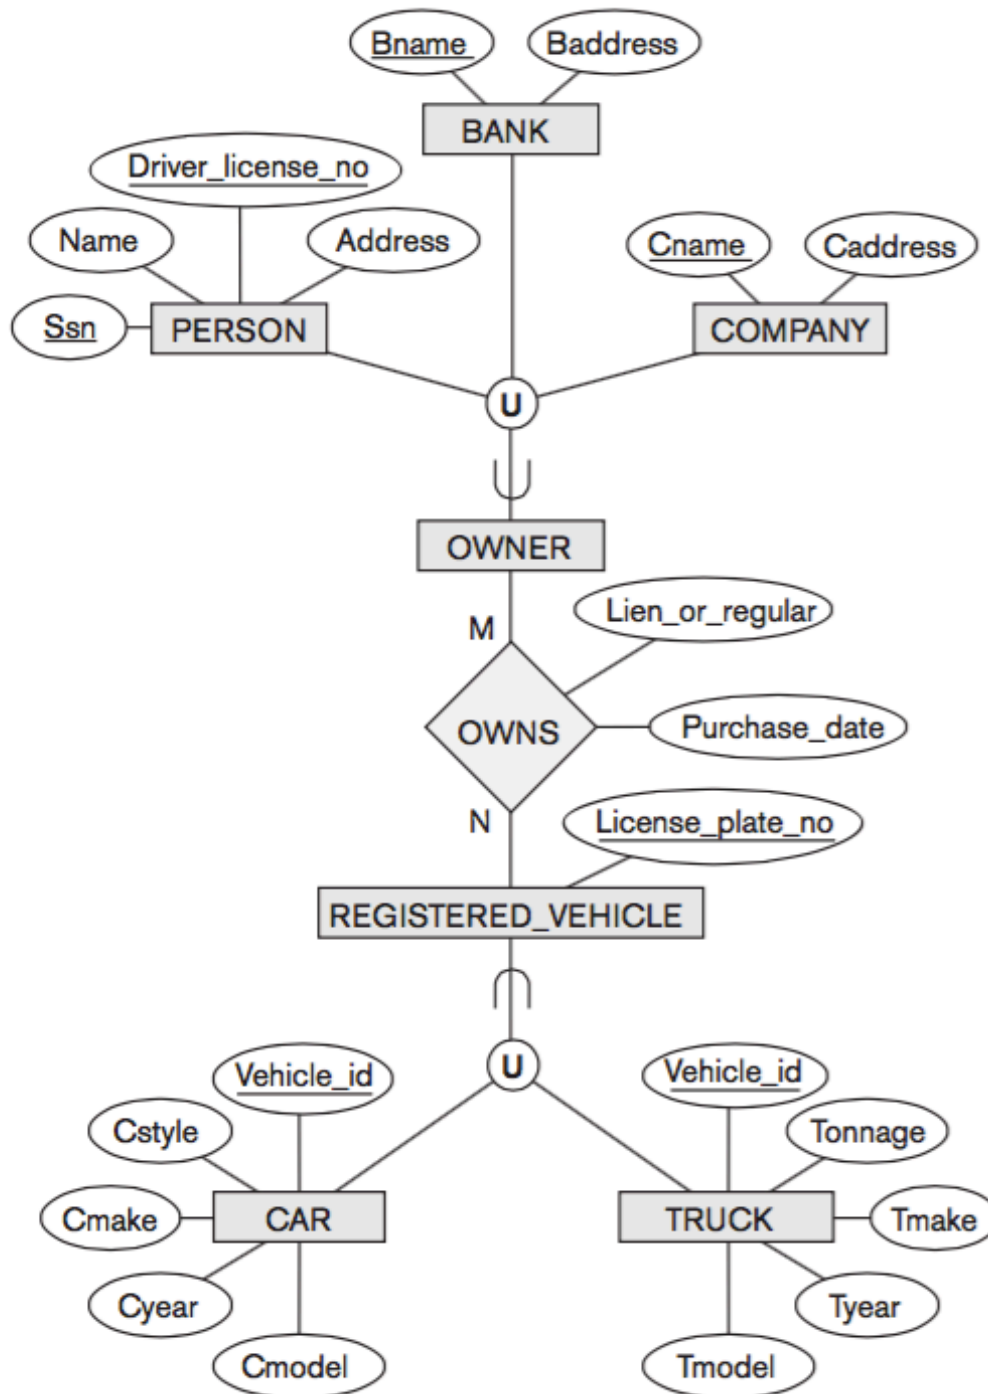 Bname
Baddress
BANK
Driver_license_no
Name
Address
Cname
Caddress
Ssn
PERSON
COMPANY
U
OWNER
Lien_or_regular
M
OWNS
Purchase_date
N
License_plate_no
REGISTERED_VEHICLE
U
Vehicle_id
Vehicle_id
Cstyle
Tonnage
Cmake
CAR
TRUCK
Tmake
Cyear
Tyear
Cmodel
Tmodel